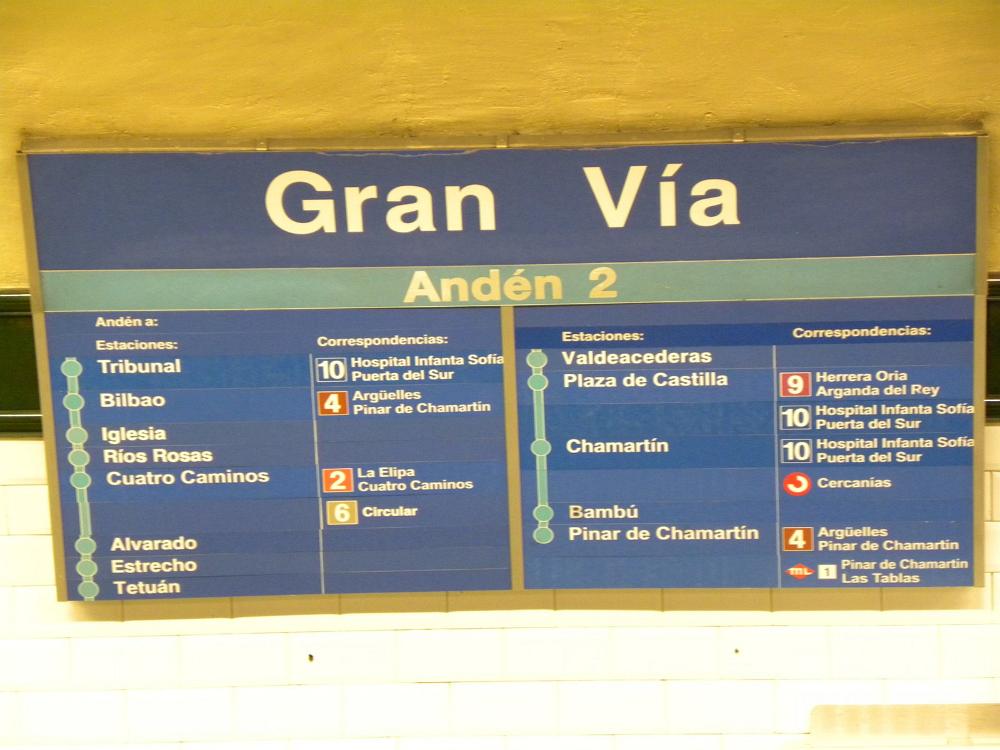 Gran Vía
Andén 2
Andén a:
Estaciones: Correspondencias:
Tribunal 10 Hospital Infanta Sofía
Puerta del Sur
Bilbao 4 Argüelles
Pinar de Chamartín
Iglesia
Ríos Rosas
Cuatro Caminos 2 La Elipa
Cuatro Caminos
6 Circular
Alvarado
Estrecho
Tetuán
Estaciones: Correspondencias:
Valdeacederas
Plaza de Castilla 9 Herrera Oria
Arganda del Rey
10 Hospital Infanta Sofía
Puerta del Sur
Chamartín 10 Hospital Infanta Sofía
Puerta del Sur
Cercanías
Bambú
Pinar de Chamartín 4 Argüelles
Pinar de Chamartín
mL 1 Pinar de Chamartín
Las Tablas